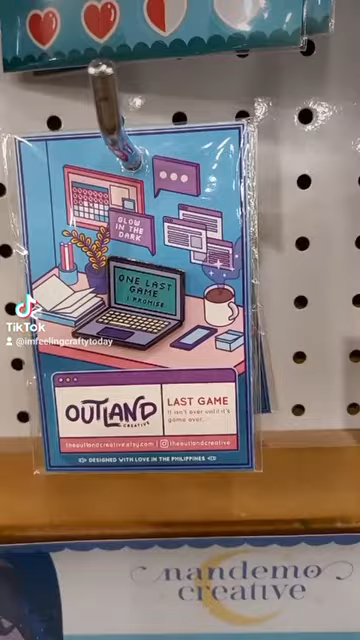 GLOW
IN THE
DARK
ONE LAST
GAME
I PROMISE
TikTok
@imfeelingcraftytoday
OUTLAND
CREATIVE
LAST GAME
It isn't over until it's
game over.
theoutlandcreative.etsy.com | theoutlandcreative
DESIGNED WITH LOVE IN THE PHILIPPINES
nandemo
creative